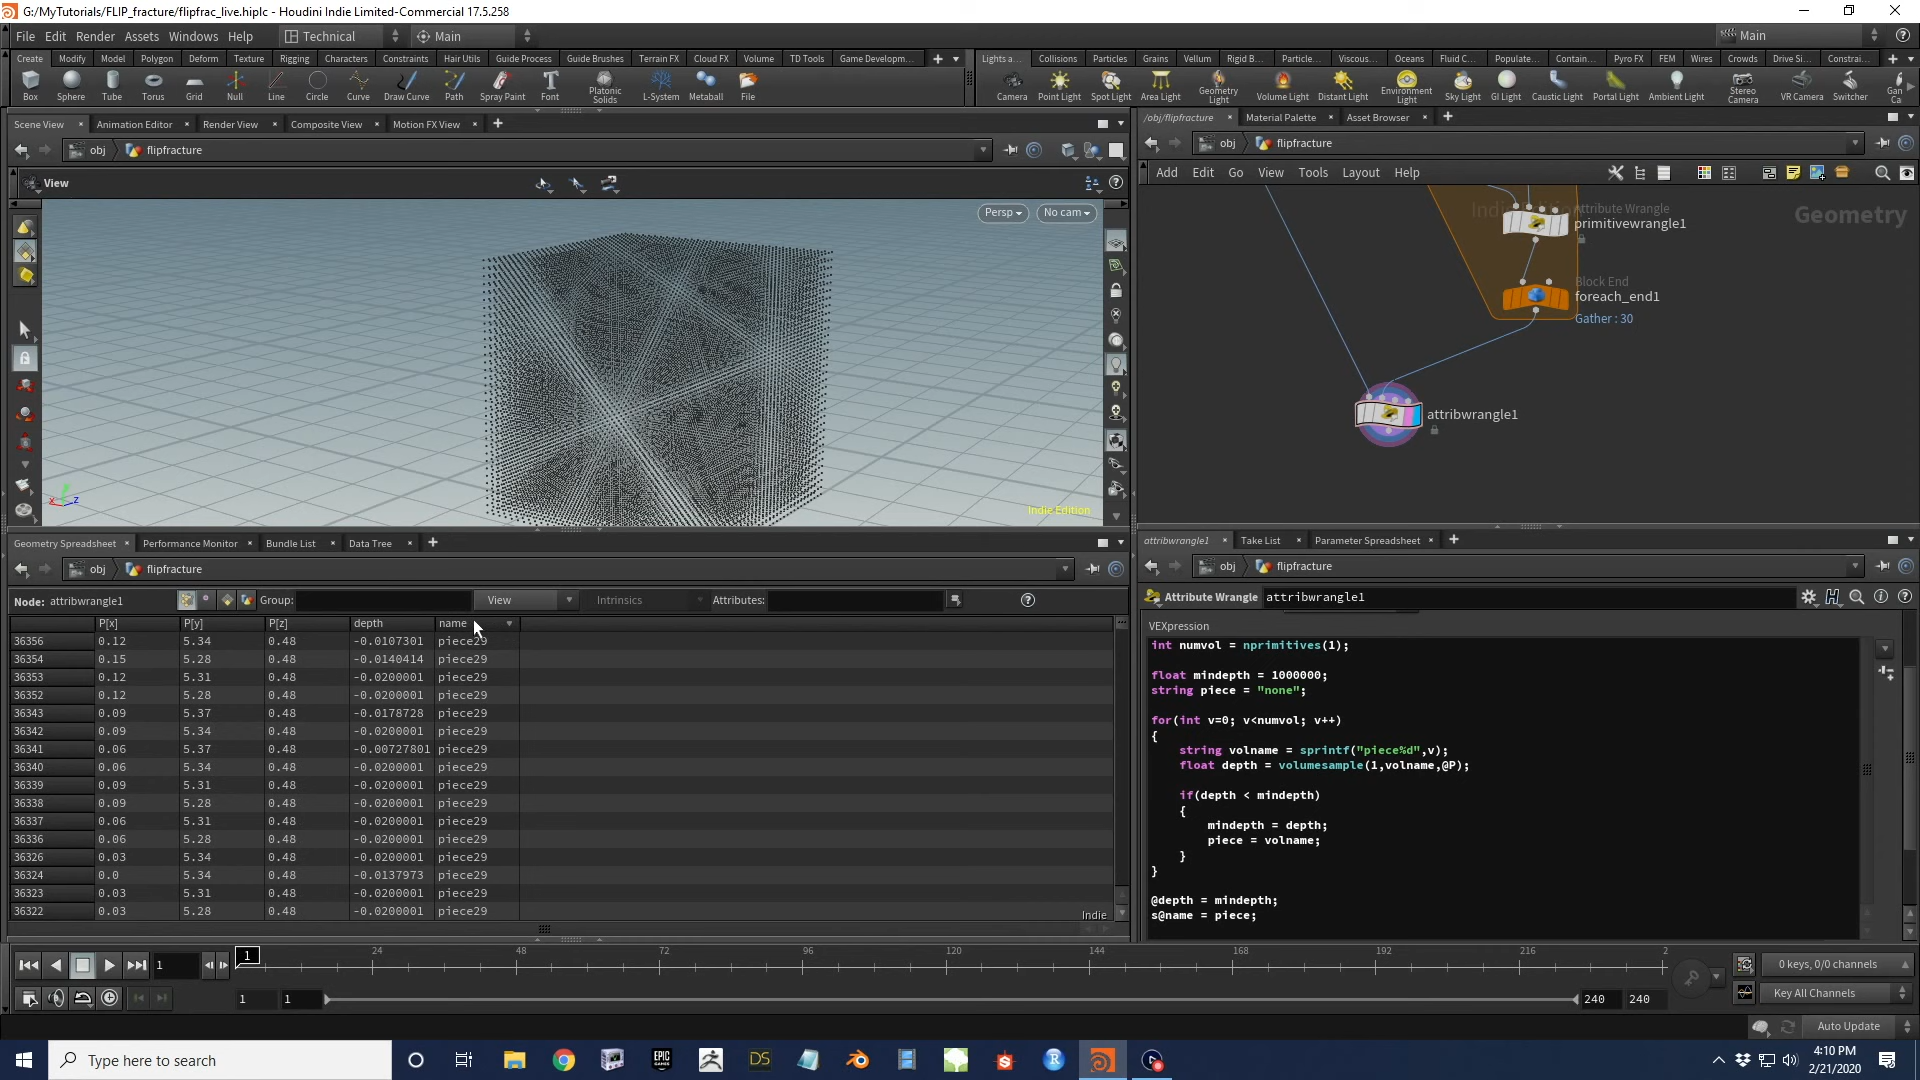 G:/MyTutorials/FLIP_fracture/flipfrac_live.hiplc - Houdini Indie Limited-Commercial 17.5.258
File Edit Render Assets Windows Help Technical Main Main
Create Modify Model Polygon Deform Texture Rigging Characters Constraints Hair Utils Guide Process Guide Brushes Terrain FX Cloud FX Volume TD Tools Game Developm... Lights a... Collisions Particles Grains Vellum Rigid B... Particle... Viscous... Oceans Fluid C... Populate... Contain... Pyro FX FEM Wires Crowds Drive Si... Constrai...
Box Sphere Tube Torus Grid Null Line Circle Curve Draw Curve Path Spray Paint Font Platonic Solids L-System Metaball File Camera Point Light Spot Light Area Light Geometry Light Volume Light Distant Light Environment Light Sky Light GI Light Caustic Light Portal Light Ambient Light Stereo Camera VR Camera Switcher
Scene View Animation Editor Render View Composite View Motion FX View
/obj/flipfracture Material Palette Asset Browser
obj flipfracture
obj flipfracture
View
Add Edit Go View Tools Layout Help
Persp No cam
Attribute Wrangle
primitivewrangle1
Geometry
Block End
foreach_end1
Gather : 30
attribwrangle1
Indie Edition
Geometry Spreadsheet Performance Monitor Bundle List Data Tree
attribwrangle1 Take List Parameter Spreadsheet
obj flipfracture
obj flipfracture
Node: attribwrangle1 Group: View Intrinsics Attributes:
Attribute Wrangle attribwrangle1
P[x] P[y] P[z] depth name
36356 0.12 5.34 0.48 -0.0107301 piece29
36354 0.15 5.28 0.48 -0.0140414 piece29
36353 0.12 5.31 0.48 -0.0200001 piece29
36352 0.12 5.28 0.48 -0.0200001 piece29
36343 0.09 5.37 0.48 -0.0178728 piece29
36342 0.09 5.34 0.48 -0.0200001 piece29
36341 0.06 5.37 0.48 -0.00727801 piece29
36340 0.06 5.34 0.48 -0.0200001 piece29
36339 0.09 5.31 0.48 -0.0200001 piece29
36338 0.09 5.28 0.48 -0.0200001 piece29
36337 0.06 5.31 0.48 -0.0200001 piece29
36336 0.06 5.28 0.48 -0.0200001 piece29
36326 0.03 5.34 0.48 -0.0200001 piece29
36324 0.0 5.34 0.48 -0.0137973 piece29
36323 0.03 5.31 0.48 -0.0200001 piece29
36322 0.03 5.28 0.48 -0.0200001 piece29
Indie
VEXpression
int numvol = nprimitives(1);
float mindepth = 1000000;
string piece = "none";
for(int v=0; v<numvol; v++)
{
string volname = sprintf("piece%d",v);
float depth = volumesample(1,volname,@P);
if(depth < mindepth)
{
mindepth = depth;
piece = volname;
}
}
@depth = mindepth;
s@name = piece;
1 1 24 48 72 96 120 144 168 192 216 2
0 keys, 0/0 channels
1 1 240 240 Key All Channels
Auto Update
Type here to search
4:10 PM
2/21/2020